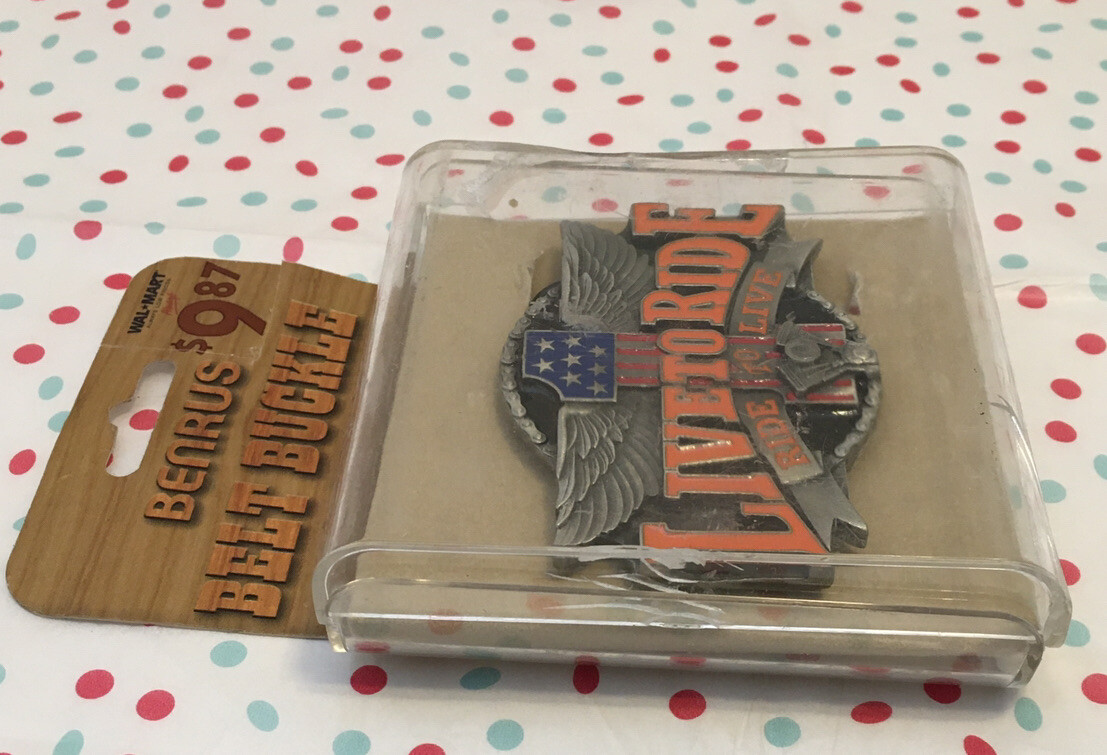 WAL★MART
$9.87
BENRUS
BELT BUCKLE
LIVE TO RIDE
RIDE TO LIVE